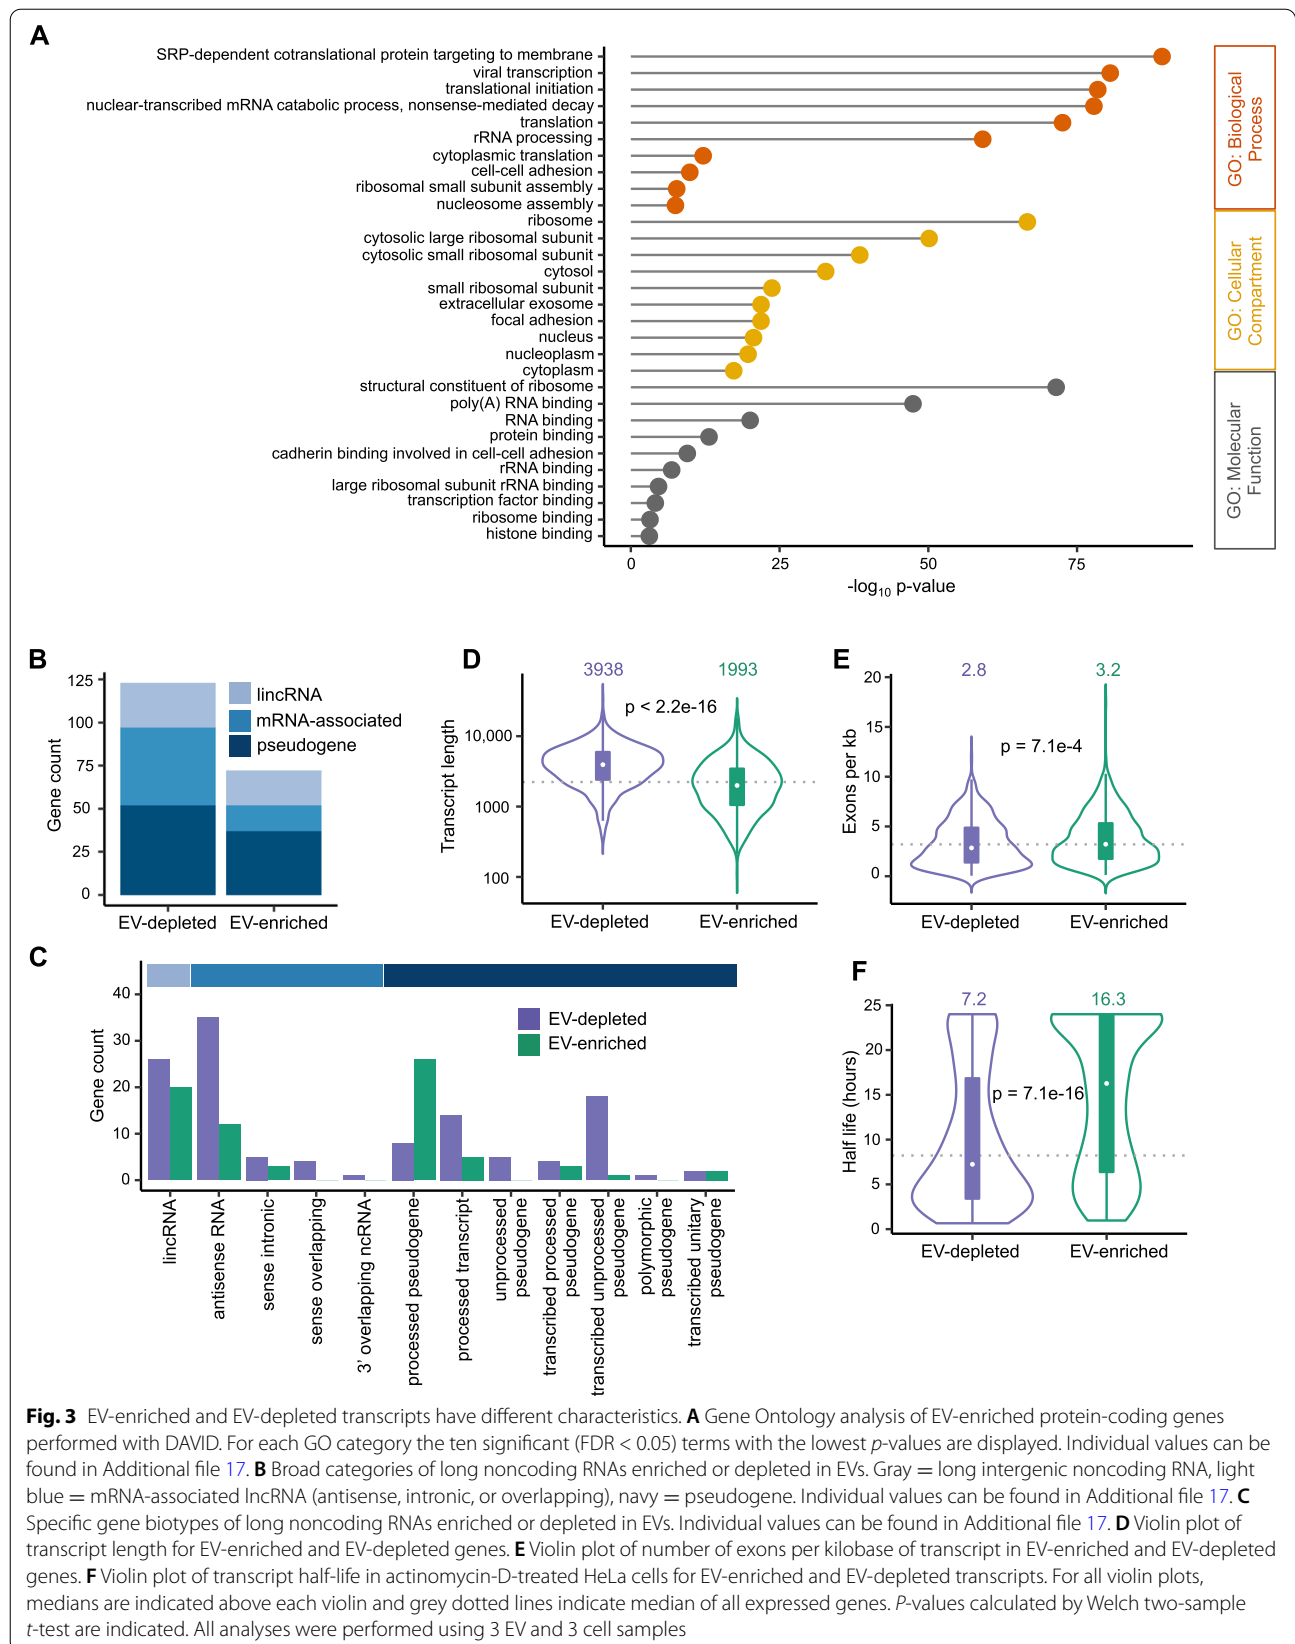 A
SRP-dependent cotranslational protein targeting to membrane
viral transcription
translational initiation
nuclear-transcribed mRNA catabolic process, nonsense-mediated decay
translation
rRNA processing
cytoplasmic translation
cell-cell adhesion
ribosomal small subunit assembly
nucleosome assembly
ribosome
cytosolic large ribosomal subunit
cytosolic small ribosomal subunit
cytosol
small ribosomal subunit
extracellular exosome
focal adhesion
nucleus
nucleoplasm
cytoplasm
structural constituent of ribosome
poly(A) RNA binding
RNA binding
protein binding
cadherin binding involved in cell-cell adhesion
rRNA binding
large ribosomal subunit rRNA binding
transcription factor binding
ribosome binding
histone binding
0 25 50 75
-log10 p-value
GO: Biological
Process
GO: Cellular
Compartment
GO: Molecular
Function
B
Gene count
125
100
75
50
25
0
lincRNA
mRNA-associated
pseudogene
EV-depleted EV-enriched
D
3938 1993
p < 2.2e-16
Transcript length
10,000
1000
100
EV-depleted EV-enriched
E
2.8 3.2
p = 7.1e-4
Exons per kb
20
15
10
5
0
EV-depleted EV-enriched
C
Gene count
40
30
20
10
0
EV-depleted
EV-enriched
lincRNA
antisense RNA
sense intronic
sense overlapping
3' overlapping ncRNA
processed pseudogene
processed transcript
unprocessed
pseudogene
transcribed processed
pseudogene
transcribed unprocessed
pseudogene
polymorphic
pseudogene
transcribed unitary
pseudogene
F
7.2 16.3
p = 7.1e-16
Half life (hours)
25
20
15
10
5
0
EV-depleted EV-enriched
Fig. 3 EV-enriched and EV-depleted transcripts have different characteristics. A Gene Ontology analysis of EV-enriched protein-coding genes
performed with DAVID. For each GO category the ten significant (FDR < 0.05) terms with the lowest p-values are displayed. Individual values can be
found in Additional file 17. B Broad categories of long noncoding RNAs enriched or depleted in EVs. Gray = long intergenic noncoding RNA, light
blue = mRNA-associated lncRNA (antisense, intronic, or overlapping), navy = pseudogene. Individual values can be found in Additional file 17. C
Specific gene biotypes of long noncoding RNAs enriched or depleted in EVs. Individual values can be found in Additional file 17. D Violin plot of
transcript length for EV-enriched and EV-depleted genes. E Violin plot of number of exons per kilobase of transcript in EV-enriched and EV-depleted
genes. F Violin plot of transcript half-life in actinomycin-D-treated HeLa cells for EV-enriched and EV-depleted transcripts. For all violin plots,
medians are indicated above each violin and grey dotted lines indicate median of all expressed genes. P-values calculated by Welch two-sample
t-test are indicated. All analyses were performed using 3 EV and 3 cell samples